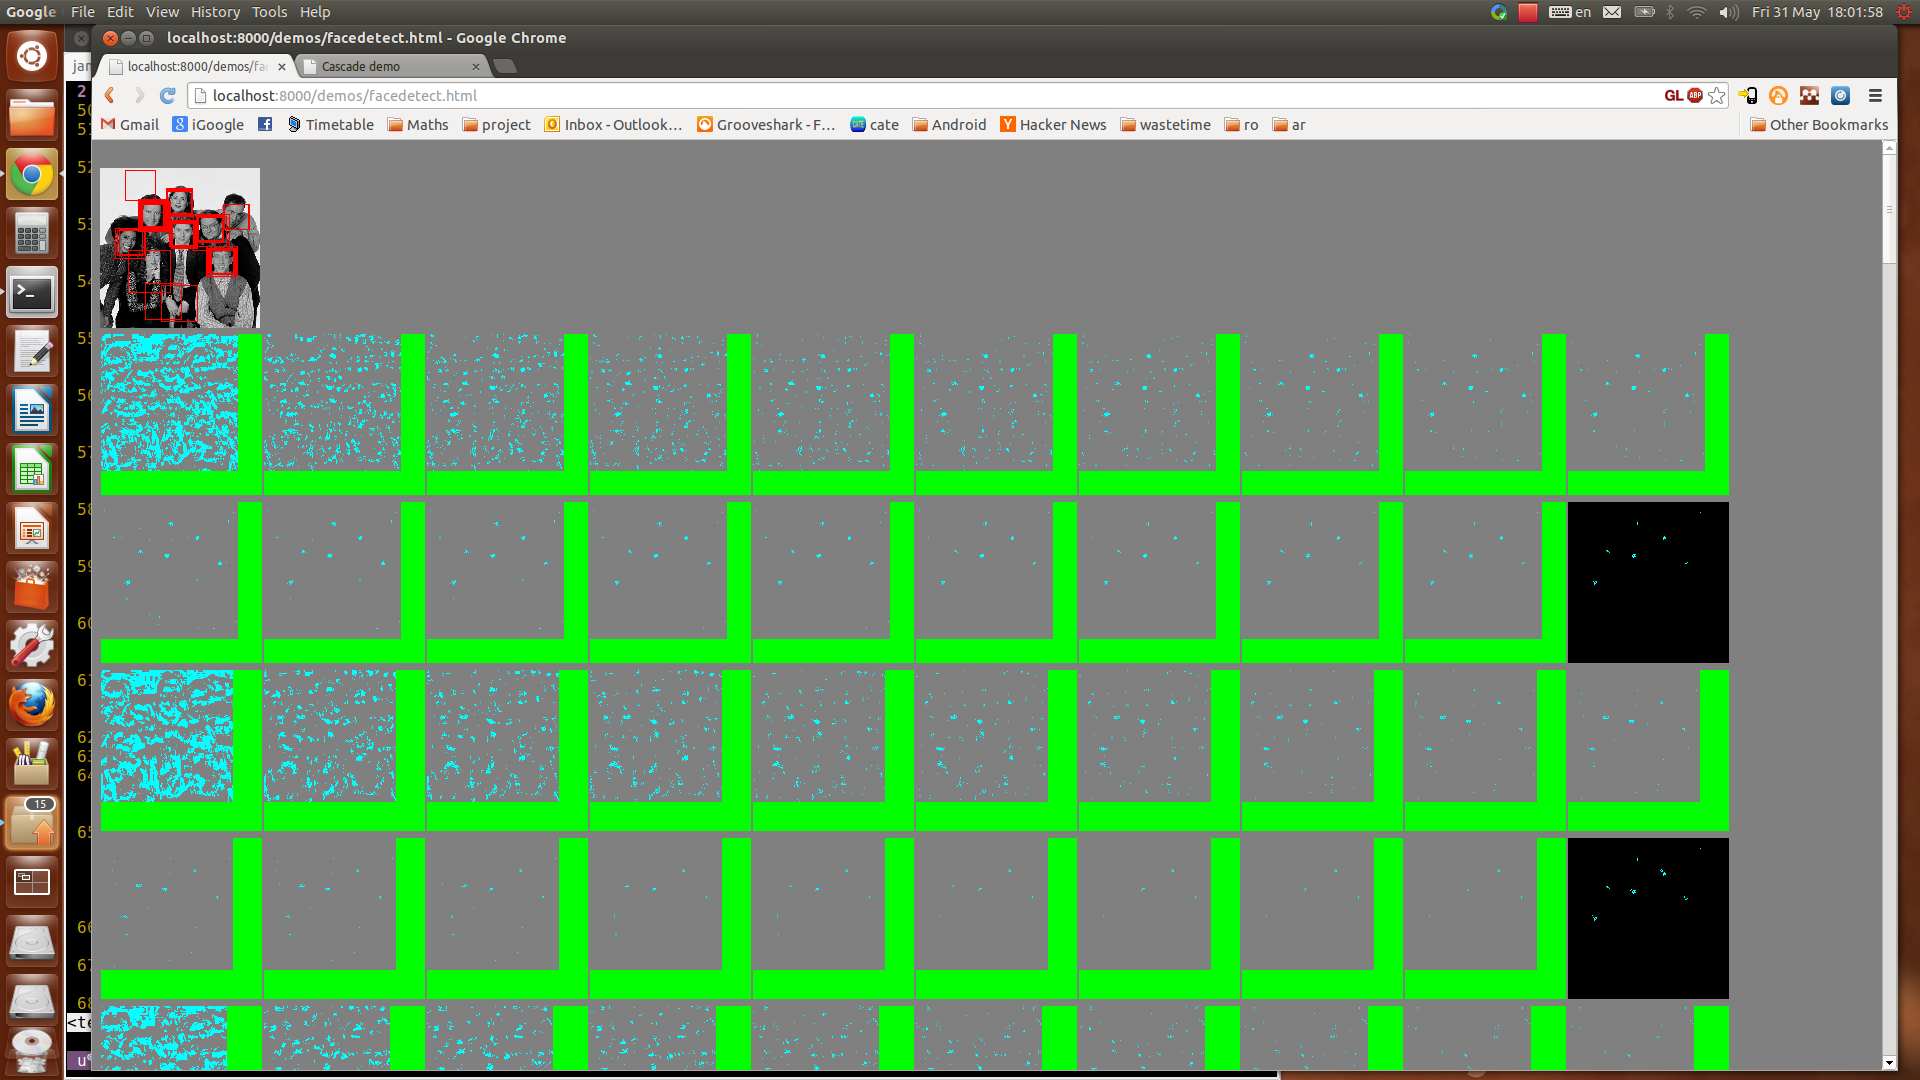 Google File Edit View History Tools Help
en
Fri 31 May 18:01:58
localhost:8000/demos/facedetect.html - Google Chrome
jar
localhost:8000/demos/fac
Cascade demo
localhost:8000/demos/facedetect.html
GL ABP
Gmail
iGoogle
Timetable
Maths
project
Inbox - Outlook...
Grooveshark - F...
cate
Android
Hacker News
wastetime
ro
ar
Other Bookmarks
2
50
51
52
53
54
55
56
57
58
59
60
61
62
63
64
65
66
67
68
15
<te
u